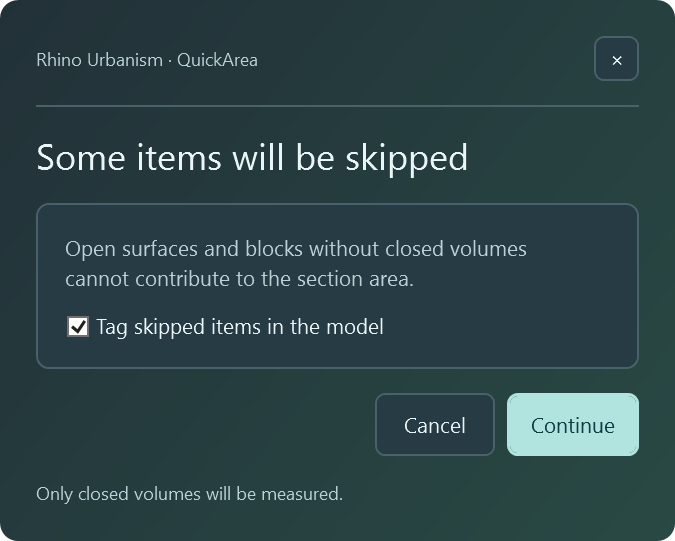 Rhino Urbanism · QuickArea
×
Some items will be skipped
Open surfaces and blocks without closed volumes
cannot contribute to the section area.
Tag skipped items in the model
Cancel
Continue
Only closed volumes will be measured.